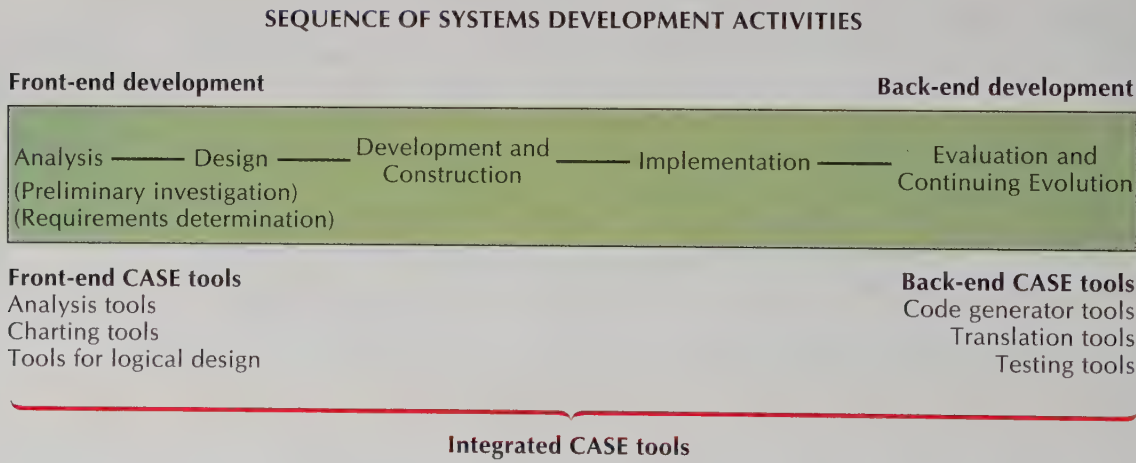 SEQUENCE OF SYSTEMS DEVELOPMENT ACTIVITIES
Front-end development
Back-end development
Analysis — Design — Development and Construction — Implementation — Evaluation and Continuing Evolution
(Preliminary investigation)
(Requirements determination)
Front-end CASE tools
Analysis tools
Charting tools
Tools for logical design
Back-end CASE tools
Code generator tools
Translation tools
Testing tools
Integrated CASE tools